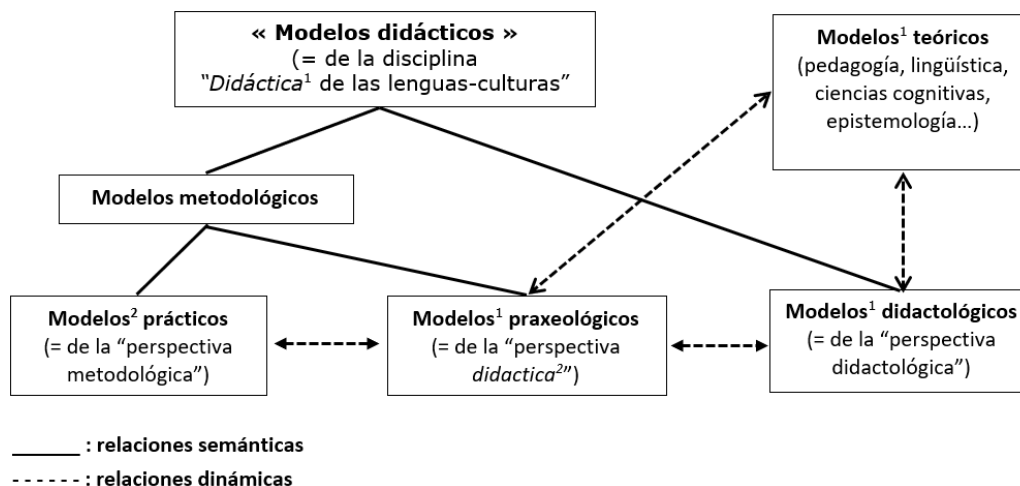 « Modelos didácticos »
(= de la disciplina
“Didáctica¹ de las lenguas-culturas”
Modelos¹ teóricos
(pedagogía, lingüística,
ciencias cognitivas,
epistemología...)
Modelos metodológicos
Modelos² prácticos
(= de la “perspectiva
metodológica”)
Modelos¹ praxeológicos
(= de la “perspectiva
didactica²”)
Modelos¹ didactológicos
(= de la “perspectiva
didactológica”)
______ : relaciones semánticas
- - - - - - : relaciones dinámicas